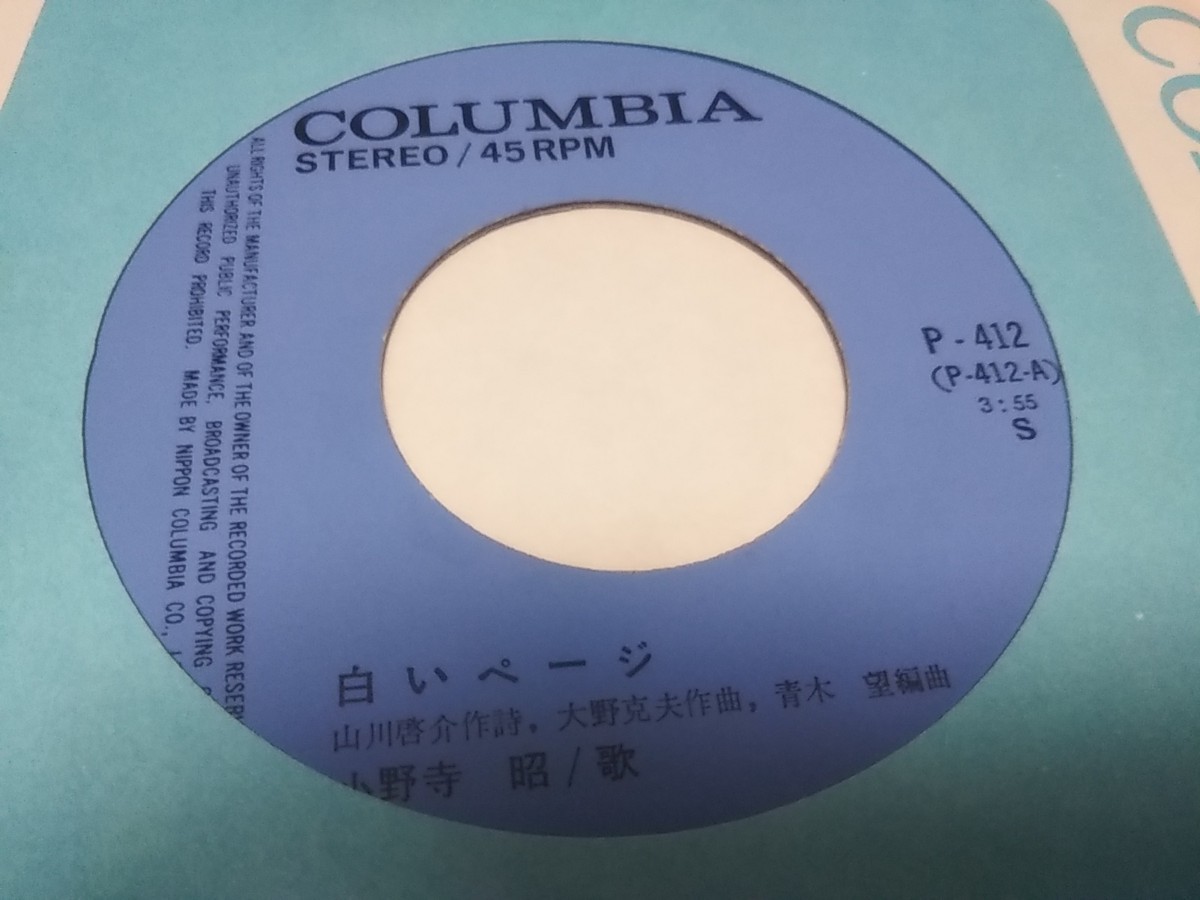 COLUMBIA
STEREO / 45 RPM
ALL RIGHTS OF THE MANUFACTURER AND OF THE OWNER OF THE RECORDED WORK
UNAUTHORIZED PUBLIC PERFORMANCE, BROADCASTING AND COPYING
THIS RECORD PROHIBITED. MADE BY NIPPON COLUMBIA CO.,
P-412
(P-412-A)
3:55
S
白いページ
山川啓介作詩, 大野克夫作曲, 青木 望編曲
小野寺 昭/歌